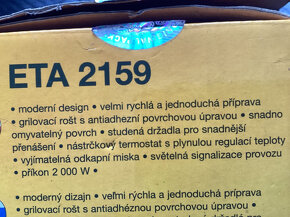 ETA 2159
• moderní design • velmi rychlá a jednoduchá příprava
• grilovací rošt s antiadhezní povrchovou úpravou • snadno
omyvatelný povrch • studená držadla pro snadnější
přenášení • nástrčkový termostat s plynulou regulací teploty
• vyjímatelná odkapní miska • světelná signalizace provozu
• příkon 2 000 W •
• moderný dizajn • veľmi rýchla a jednoduchá príprava
• grilovací rošt s antiadhéznou povrchovou úpravou •